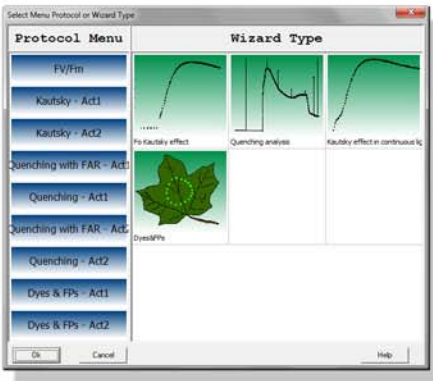 Select Menu Protocol or Wizard Type
Protocol Menu
Wizard Type
FV/Fm
Kautsky - Act1
Kautsky - Act2
Quenching with FAR - Act1
Quenching - Act1
Quenching with FAR - Act2
Quenching - Act2
Dyes & FPs - Act1
Dyes & FPs - Act2
Fo Kautsky effect
Quenching analysis
Kautsky effect in continuous lig
Dyes&FPs
Ok
Cancel
Help